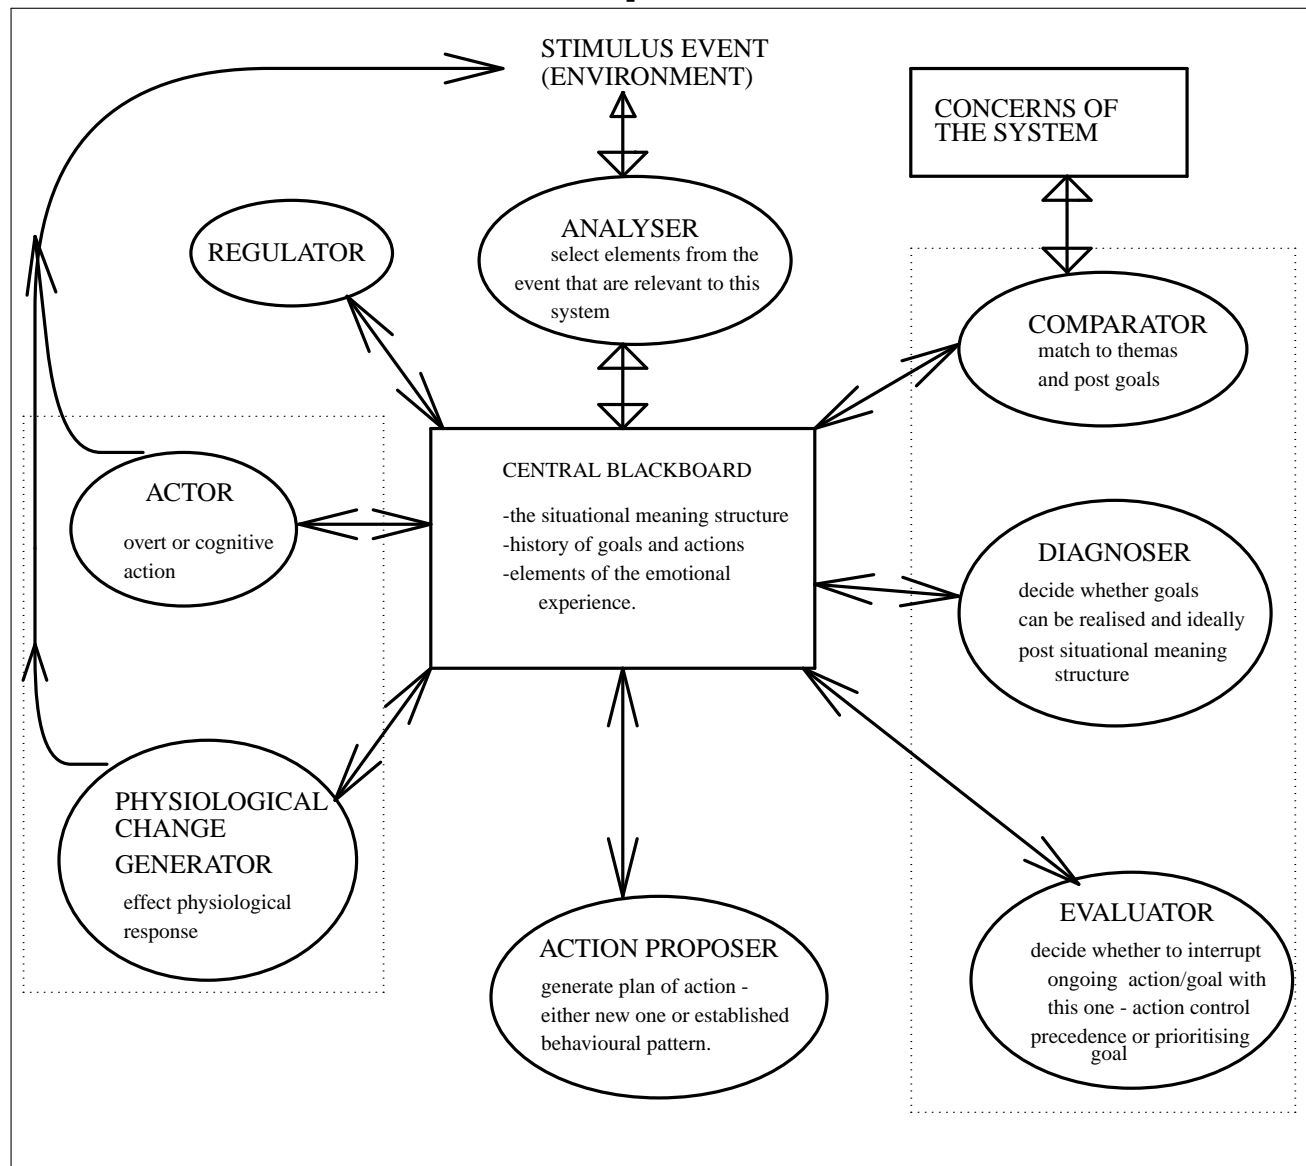 STIMULUS EVENT
(ENVIRONMENT)
CONCERNS OF
THE SYSTEM
REGULATOR
ANALYSER
select elements from the
event that are relevant to this
system
COMPARATOR
match to themas
and post goals
CENTRAL BLACKBOARD
-the situational meaning structure
-history of goals and actions
-elements of the emotional
experience.
ACTOR
overt or cognitive
action
DIAGNOSER
decide whether goals
can be realised and ideally
post situational meaning
structure
PHYSIOLOGICAL
CHANGE
GENERATOR
effect physiological
response
ACTION PROPOSER
generate plan of action -
either new one or established
behavioural pattern.
EVALUATOR
decide whether to interrupt
ongoing action/goal with
this one - action control
precedence or prioritising
goal